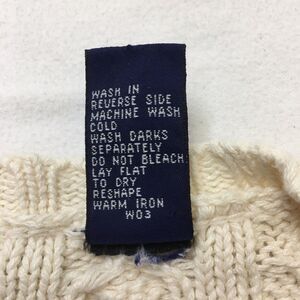 WASH IN
REVERSE SIDE
MACHINE WASH
COLD
WASH DARKS
SEPARATELY
DO NOT BLEACH
LAY FLAT
TO DRY
RESHAPE
WARM IRON
W03